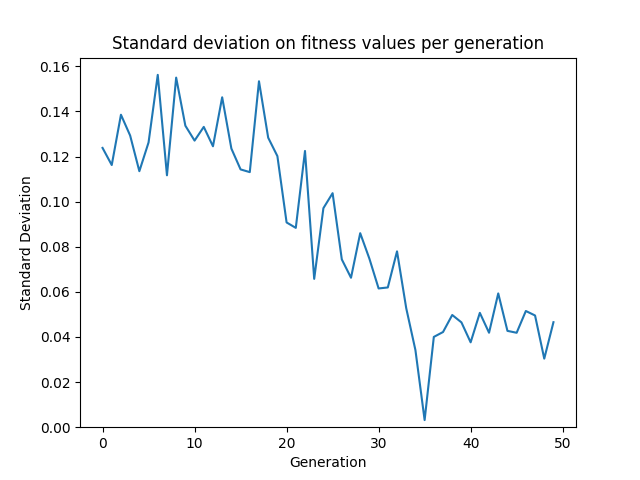 Standard deviation on fitness values per generation
0.16
0.14
0.12
0.10
0.08
0.06
0.04
0.02
0.00
Standard Deviation
0 10 20 30 40 50
Generation